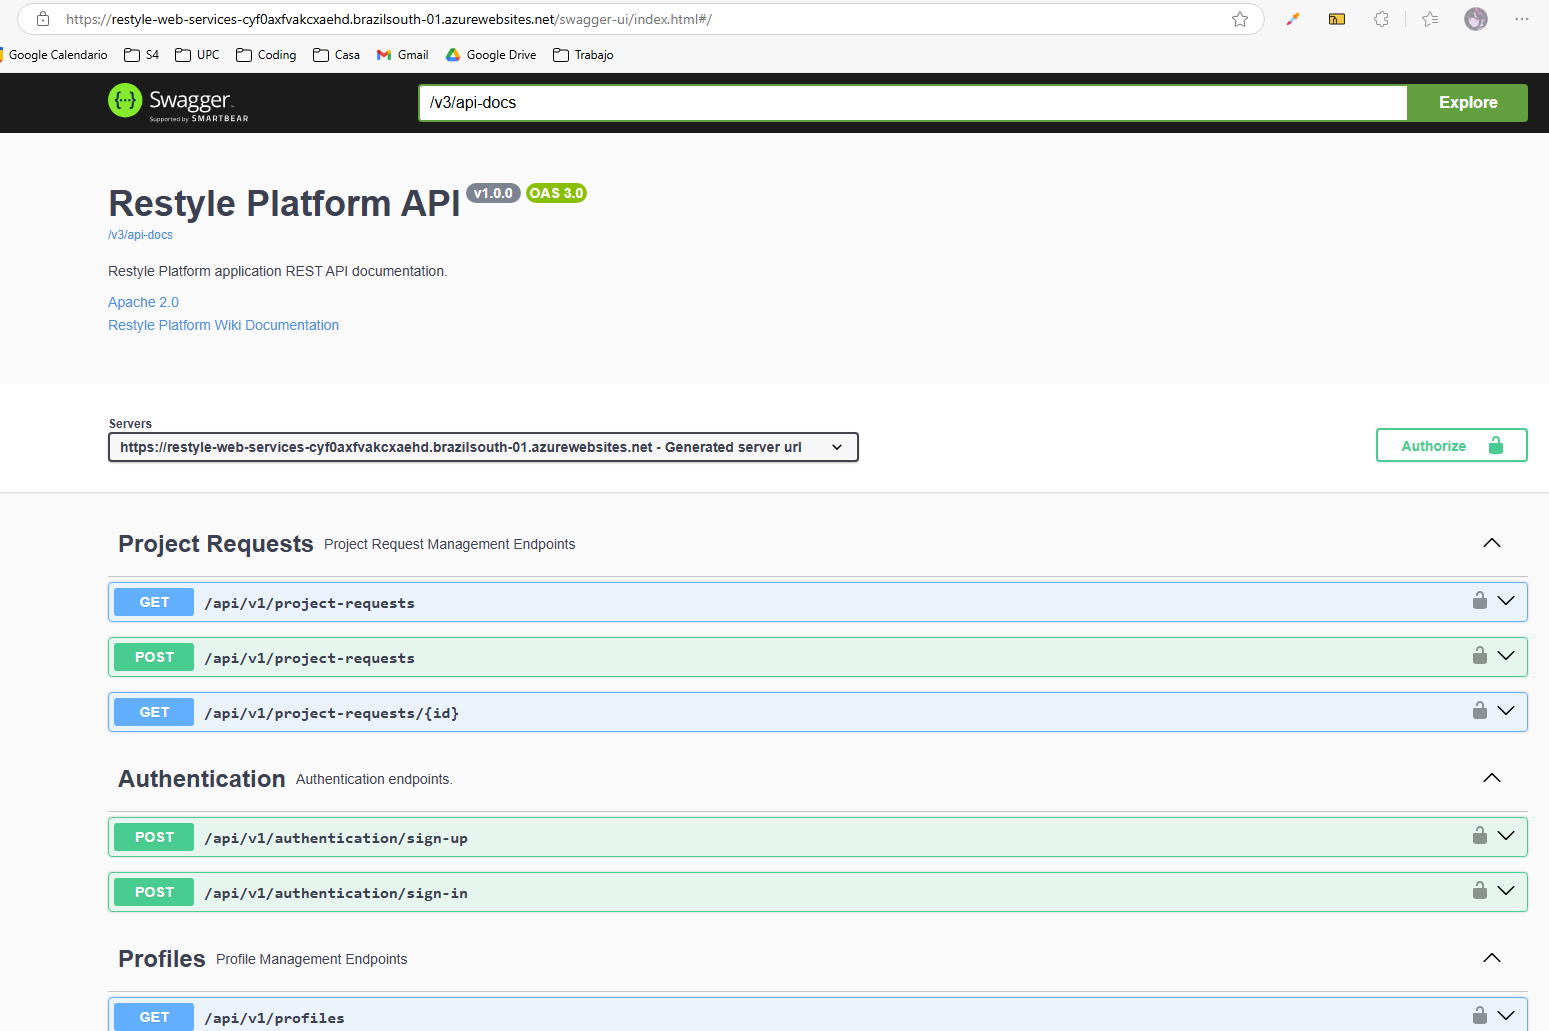 https://restyle-web-services-cyf0axfvakcxaehd.brazilsouth-01.azurewebsites.net/swagger-ui/index.html#/
Google Calendario S4 UPC Coding Casa Gmail Google Drive Trabajo
{···} Swagger. /v3/api-docs Explore
Supported by SMARTBEAR
Restyle Platform API v1.0.0 OAS 3.0
/v3/api-docs
Restyle Platform application REST API documentation.
Apache 2.0
Restyle Platform Wiki Documentation
Servers
https://restyle-web-services-cyf0axfvakcxaehd.brazilsouth-01.azurewebsites.net - Generated server url
Authorize
Project Requests Project Request Management Endpoints
GET /api/v1/project-requests
POST /api/v1/project-requests
GET /api/v1/project-requests/{id}
Authentication Authentication endpoints.
POST /api/v1/authentication/sign-up
POST /api/v1/authentication/sign-in
Profiles Profile Management Endpoints
GET /api/v1/profiles